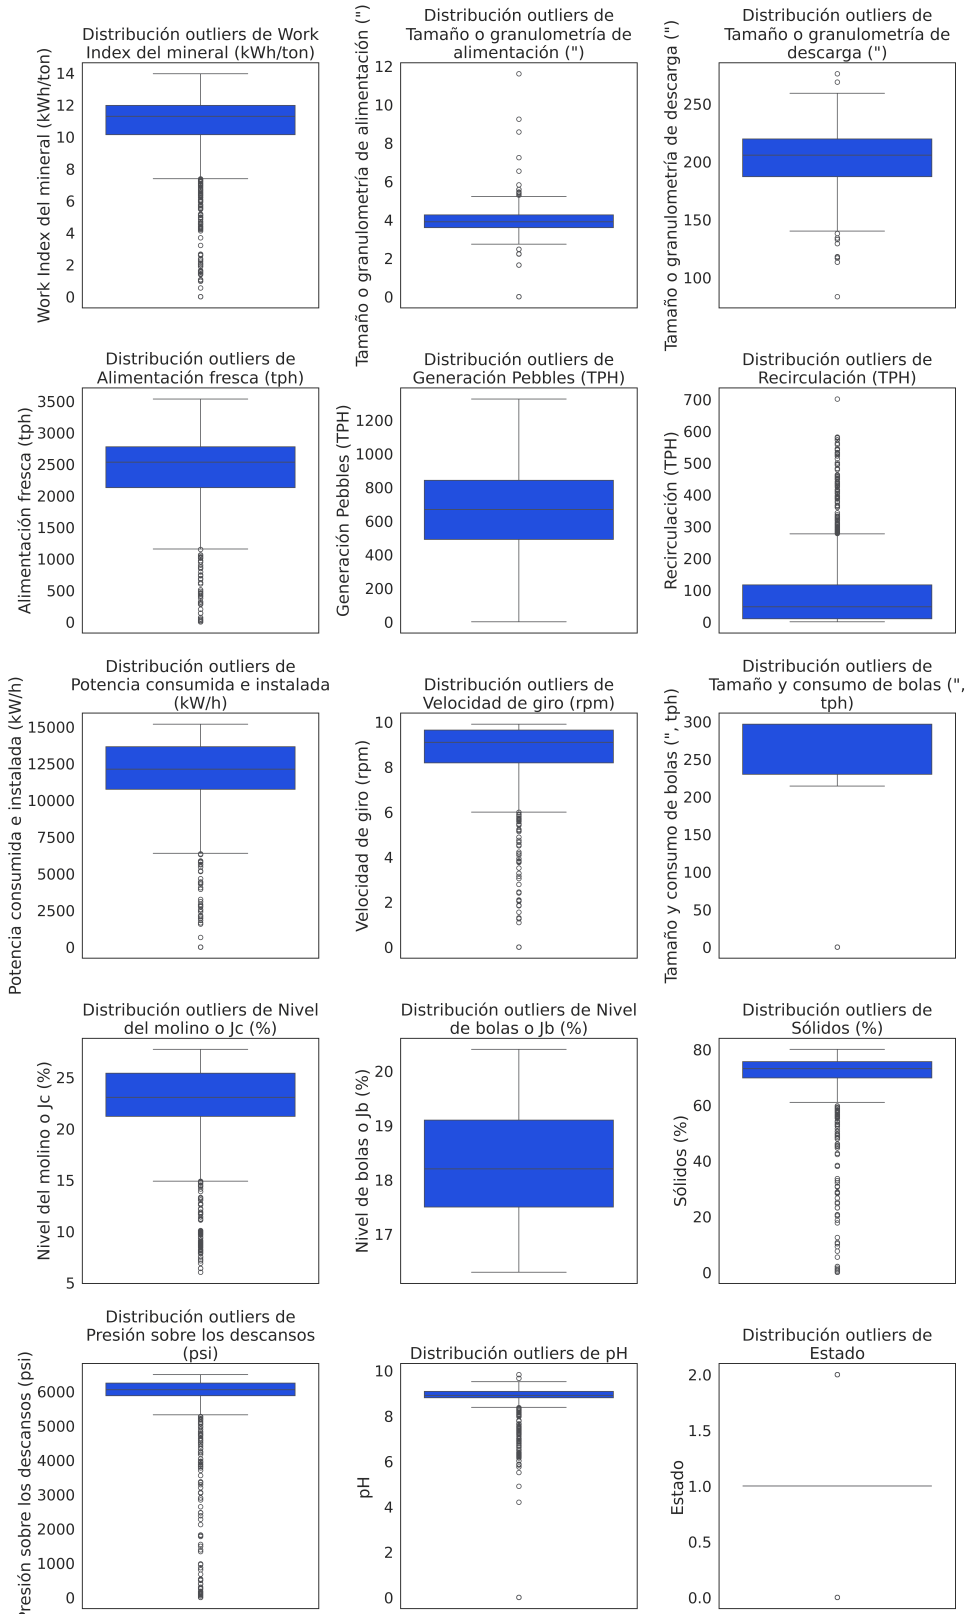 Distribución outliers de Work
Index del mineral (kWh/ton)
Work Index del mineral (kWh/ton)
14
12
10
8
6
4
2
0
Distribución outliers de
Tamaño o granulometría de
alimentación (")
Tamaño o granulometría de alimentación (")
12
10
8
6
4
2
0
Distribución outliers de
Tamaño o granulometría de
descarga (")
Tamaño o granulometría de descarga (")
250
200
150
100
Distribución outliers de
Alimentación fresca (tph)
Alimentación fresca (tph)
3500
3000
2500
2000
1500
1000
500
0
Distribución outliers de
Generación Pebbles (TPH)
Generación Pebbles (TPH)
1200
1000
800
600
400
200
0
Distribución outliers de
Recirculación (TPH)
Recirculación (TPH)
700
600
500
400
300
200
100
0
Distribución outliers de
Potencia consumida e instalada
(kW/h)
Potencia consumida e instalada (kW/h)
15000
12500
10000
7500
5000
2500
0
Distribución outliers de
Velocidad de giro (rpm)
Velocidad de giro (rpm)
10
8
6
4
2
0
Distribución outliers de
Tamaño y consumo de bolas (",
tph)
Tamaño y consumo de bolas (", tph)
300
250
200
150
100
50
0
Distribución outliers de Nivel
del molino o Jc (%)
Nivel del molino o Jc (%)
25
20
15
10
5
Distribución outliers de Nivel
de bolas o Jb (%)
Nivel de bolas o Jb (%)
20
19
18
17
Distribución outliers de
Sólidos (%)
Sólidos (%)
80
60
40
20
0
Distribución outliers de
Presión sobre los descansos
(psi)
Presión sobre los descansos (psi)
6000
5000
4000
3000
2000
1000
0
Distribución outliers de pH
pH
10
8
6
4
2
0
Distribución outliers de
Estado
Estado
2.0
1.5
1.0
0.5
0.0